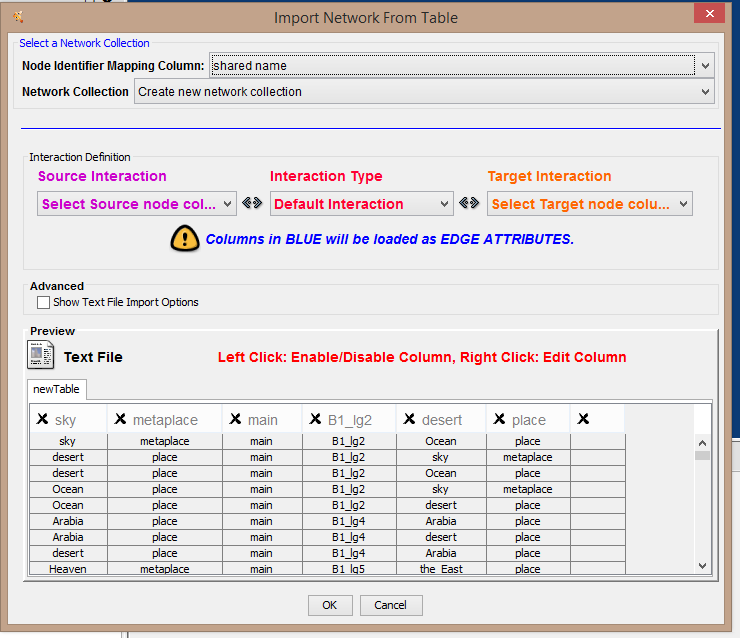 Import Network From Table
Select a Network Collection
Node Identifier Mapping Column: shared name
Network Collection Create new network collection
Interaction Definition
Source Interaction Interaction Type Target Interaction
Select Source node col... Default Interaction Select Target node colu...
Columns in BLUE will be loaded as EDGE ATTRIBUTES.
Advanced
Show Text File Import Options
Preview
Text File Left Click: Enable/Disable Column, Right Click: Edit Column
newTable
sky metaplace main B1_lg2 desert place
sky metaplace main B1_lg2 Ocean place
desert place main B1_lg2 sky metaplace
desert place main B1_lg2 Ocean place
Ocean place main B1_lg2 sky metaplace
Ocean place main B1_lg2 desert place
Arabia place main B1_lg4 Arabia place
Arabia place main B1_lg4 desert place
desert place main B1_lg4 Arabia place
Heaven metaplace main B1_lg5 the_East place
OK Cancel